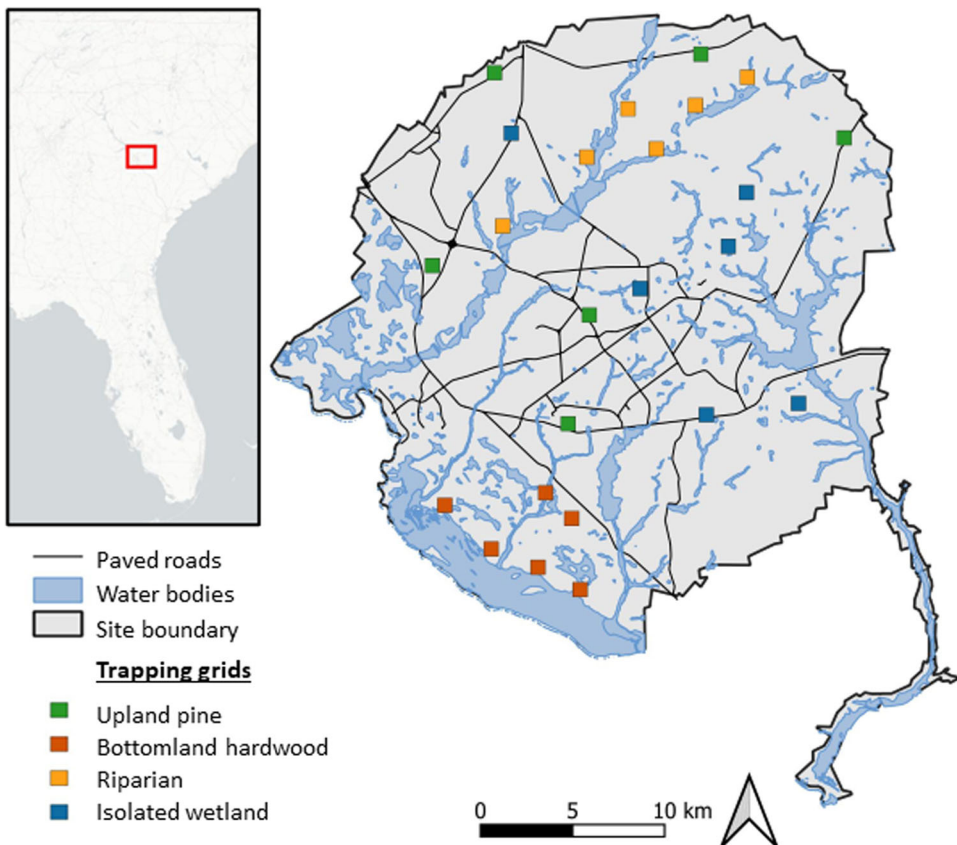 Paved roads
Water bodies
Site boundary
Trapping grids
Upland pine
Bottomland hardwood
Riparian
Isolated wetland
0 5 10 km